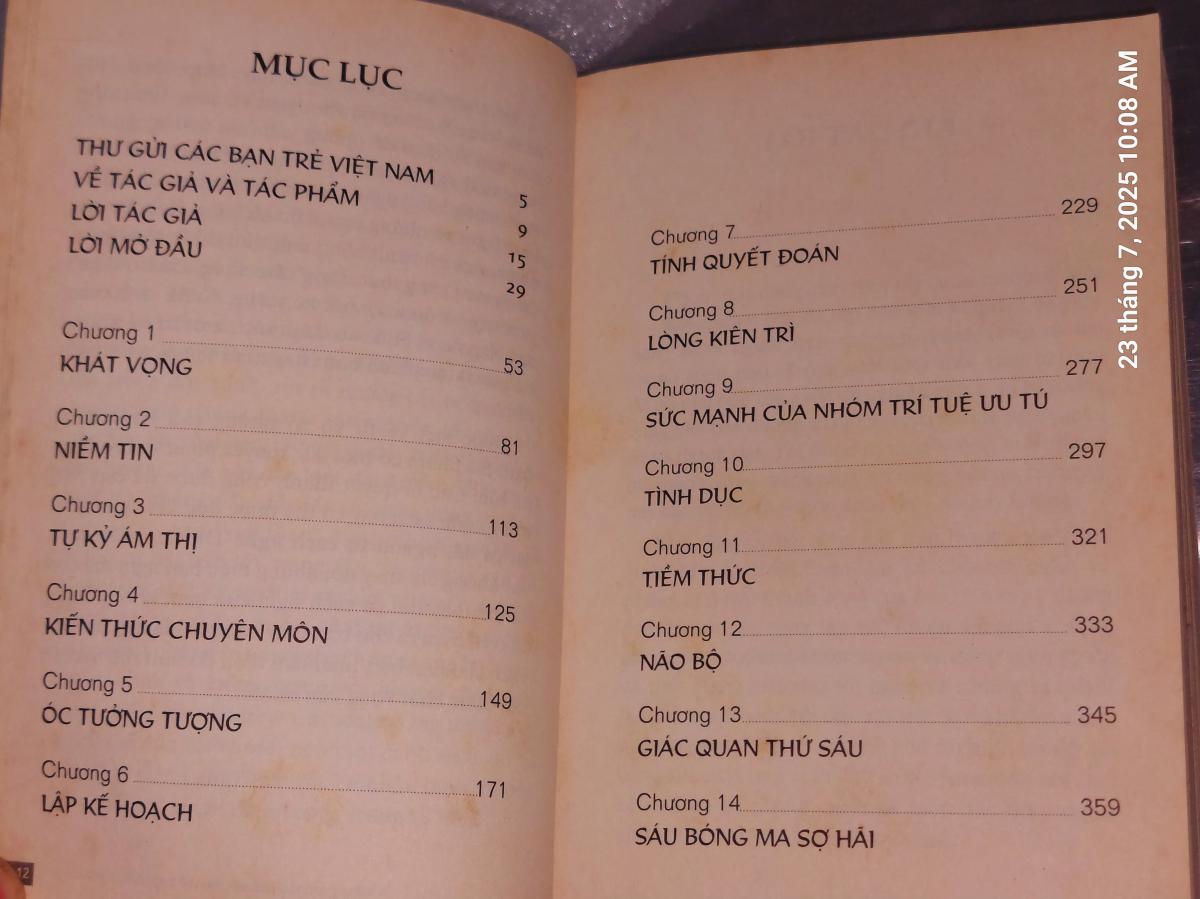 MỤC LỤC
THƯ GỬI CÁC BẠN TRẺ VIỆT NAM 5
VỀ TÁC GIẢ VÀ TÁC PHẨM 9
LỜI TÁC GIẢ 15
LỜI MỞ ĐẦU 29
Chương 1 53
KHÁT VỌNG
Chương 2 81
NIỀM TIN
Chương 3 113
TỰ KỶ ÁM THỊ
Chương 4 125
KIẾN THỨC CHUYÊN MÔN
Chương 5 149
ÓC TƯỞNG TƯỢNG
Chương 6 171
LẬP KẾ HOẠCH
12
Chương 7 229
TÍNH QUYẾT ĐOÁN
Chương 8 251
LÒNG KIÊN TRÌ
Chương 9 277
SỨC MẠNH CỦA NHÓM TRÍ TUỆ ƯU TÚ
Chương 10 297
TÌNH DỤC
Chương 11 321
TIỀM THỨC
Chương 12 333
NÃO BỘ
Chương 13 345
GIÁC QUAN THỨ SÁU
Chương 14 359
SÁU BÓNG MA SỢ HÃI
23 tháng 7, 2025 10:08 AM